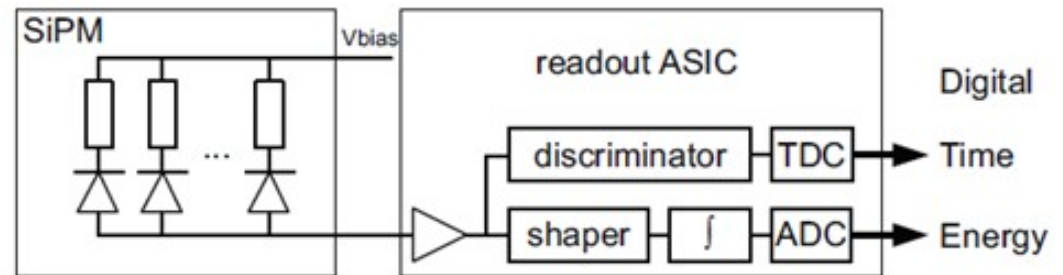 SiPM
Vbias
readout ASIC
Digital
discriminator
TDC
Time
shaper
∫
ADC
Energy
...